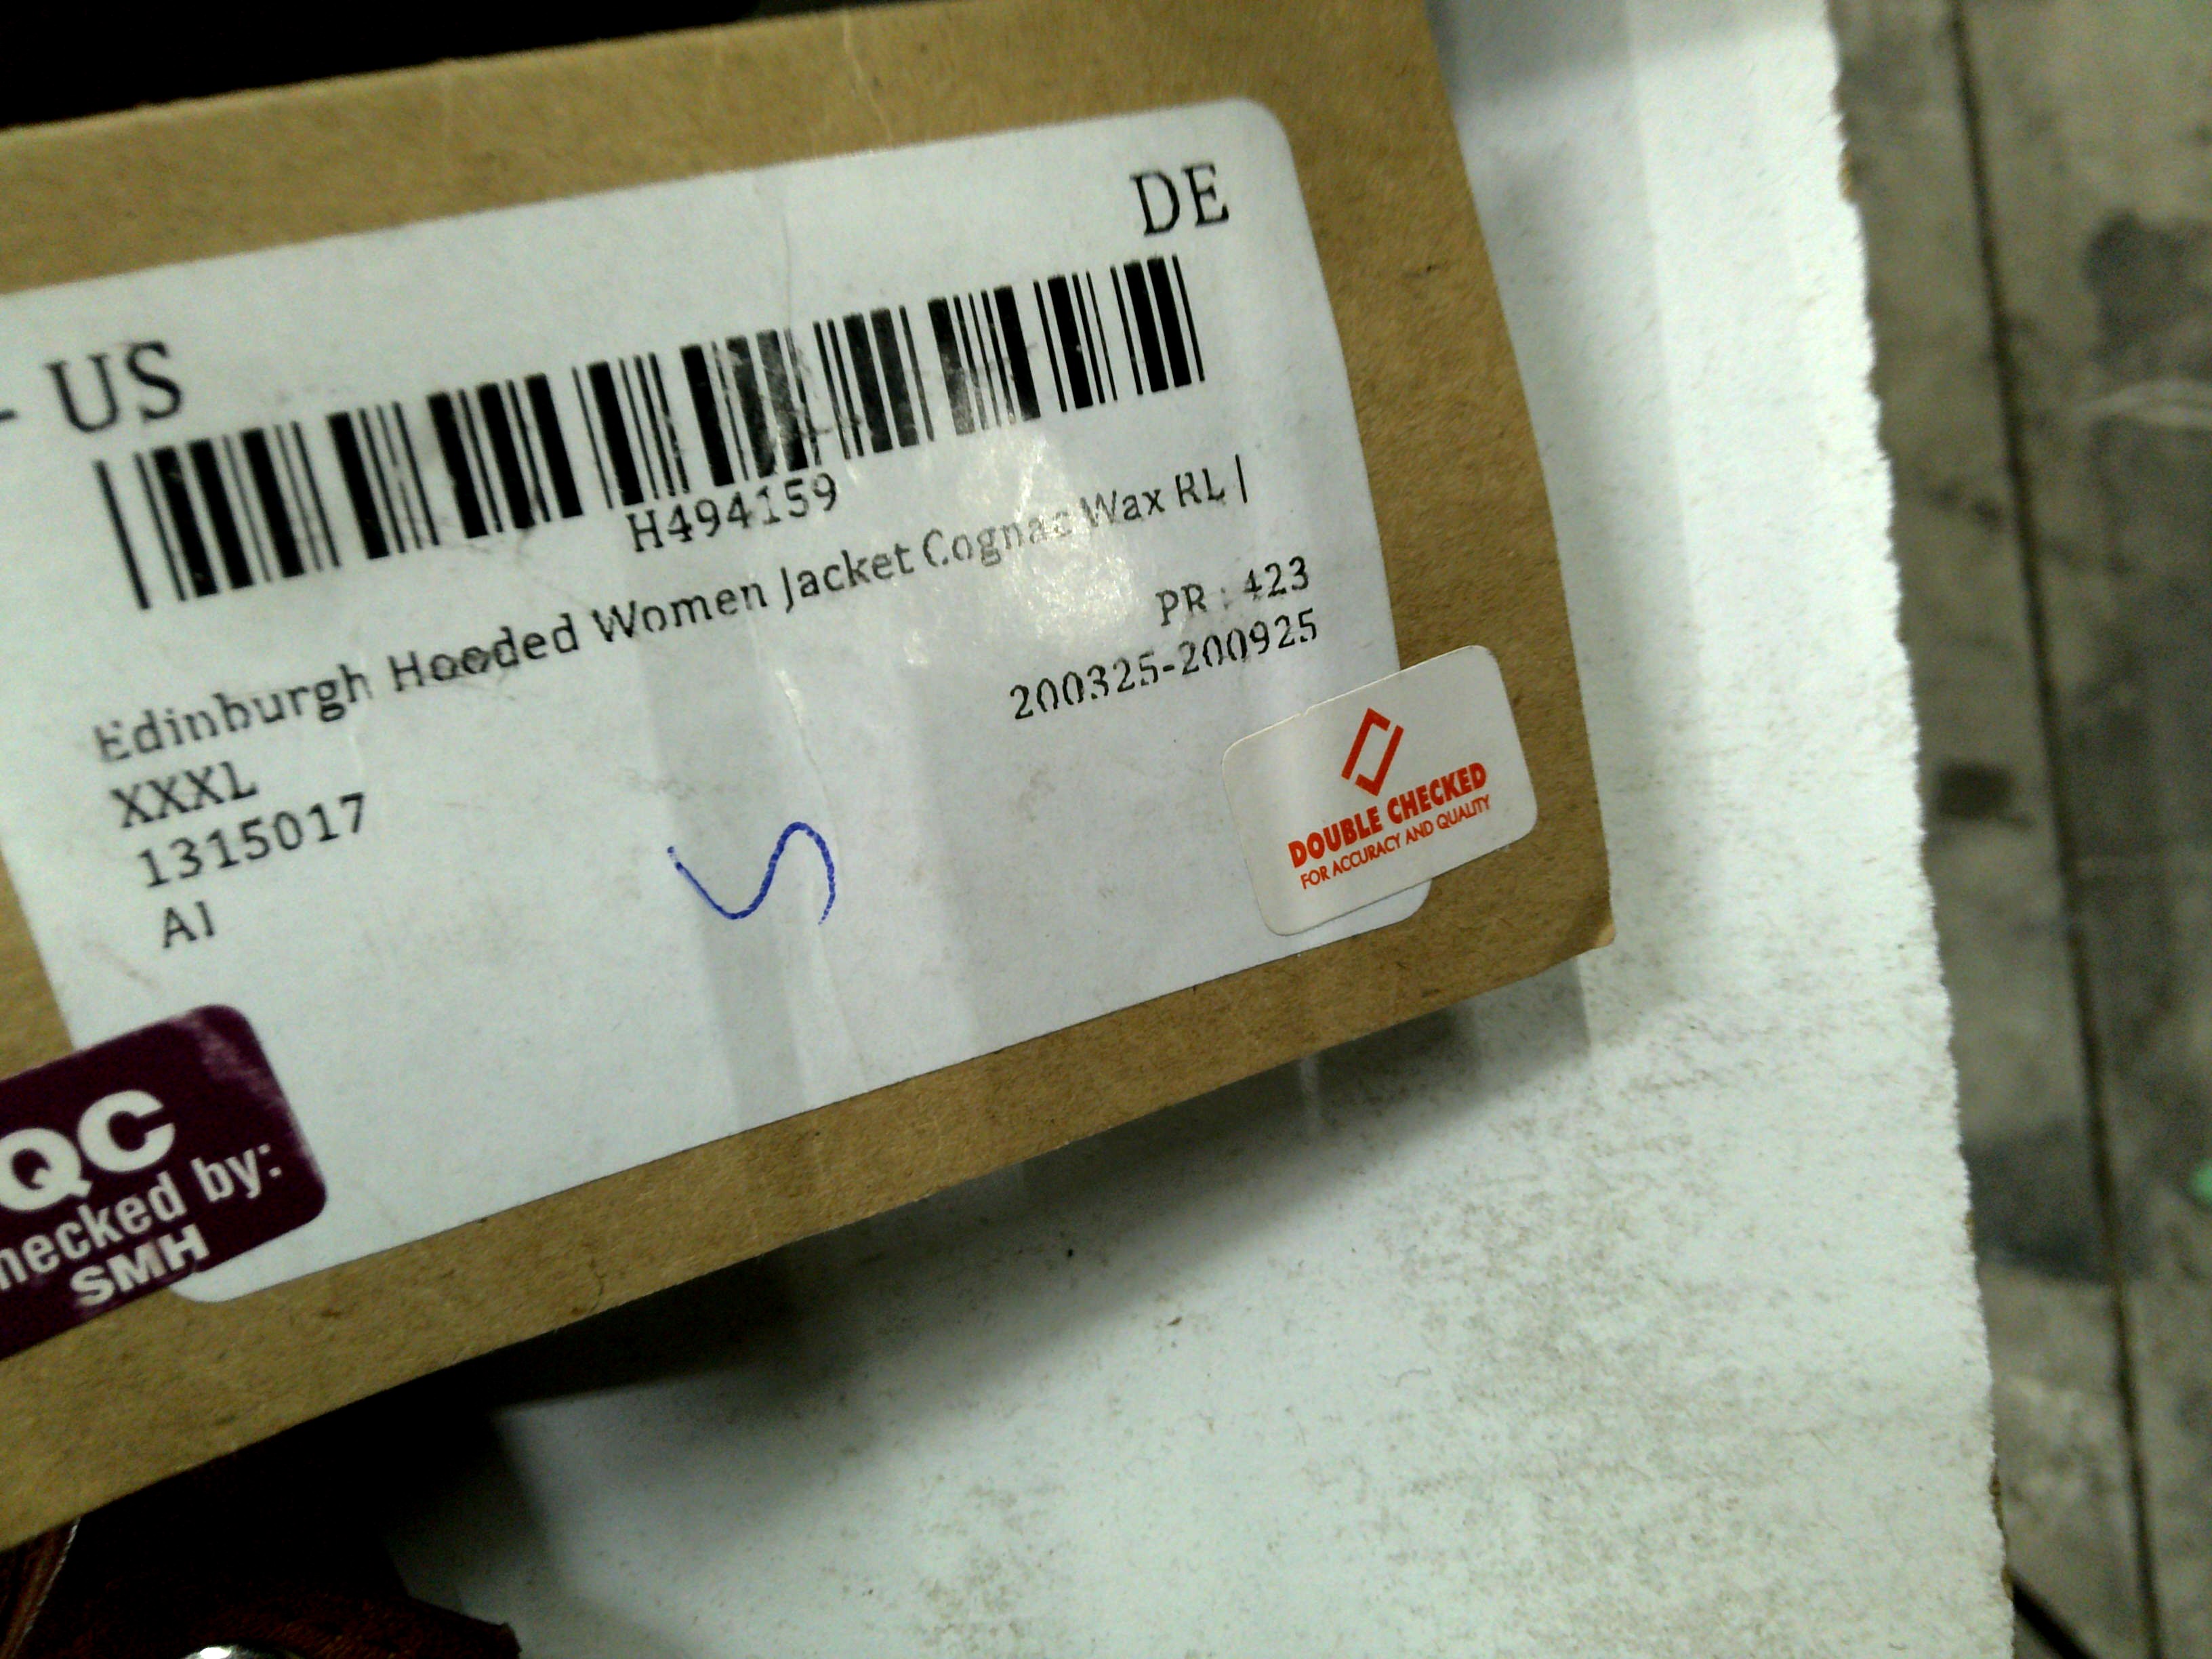 - US
DE
H494159
Edinburgh Hooded Women Jacket Cognac Wax RL |
XXXL
PR : 423
1315017
200325-200925
AI
DOUBLE CHECKED
FOR ACCURACY AND QUALITY
QC
hecked by:
SMH